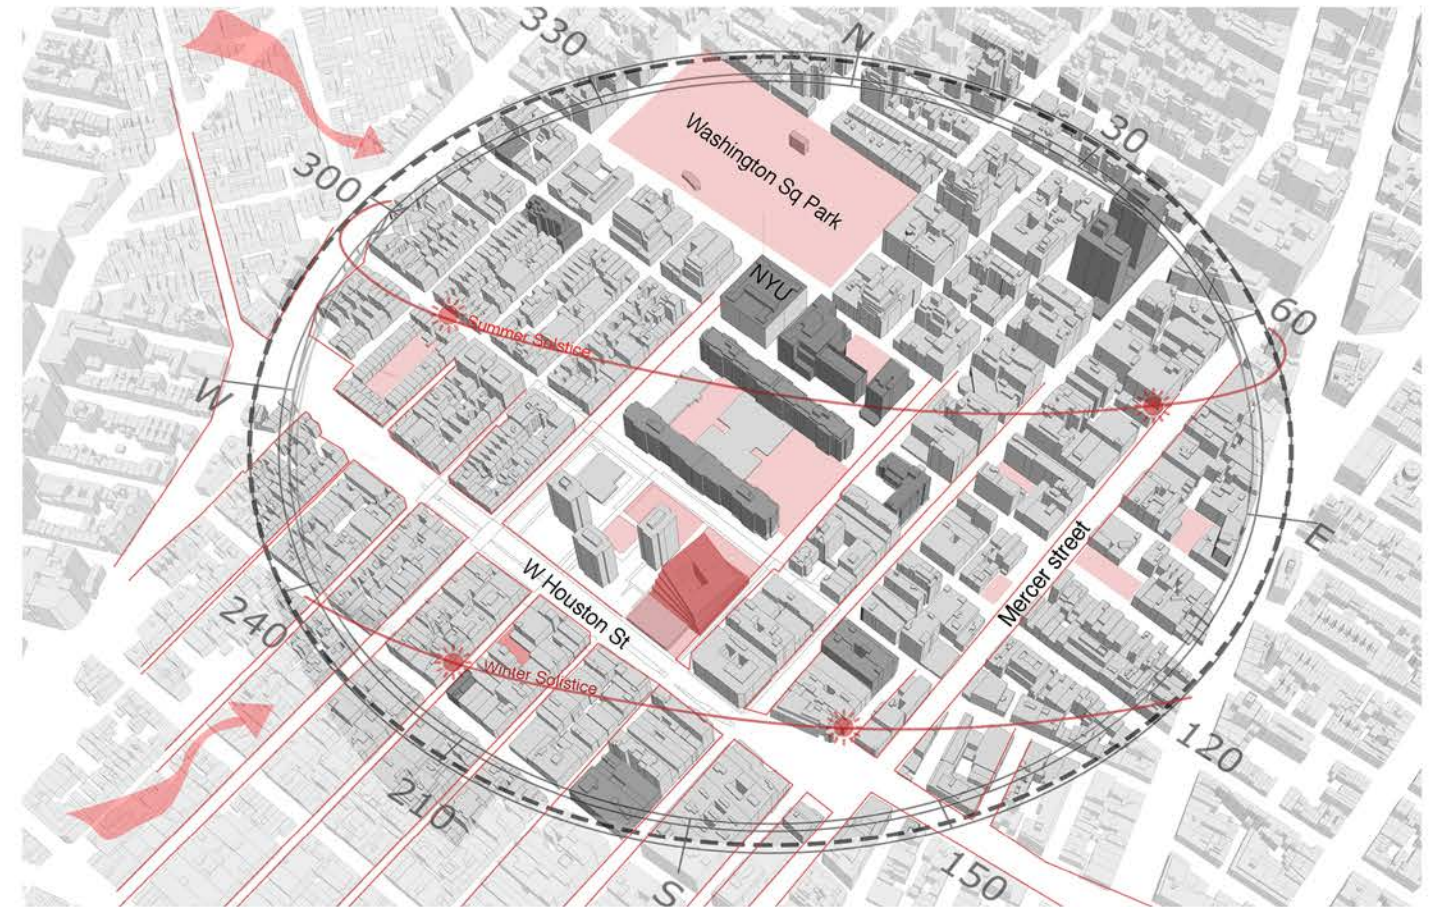 330
N
30
Washington Sq Park
300
NYU
60
Summer Solstice
W
E
W Houston St
Mercer street
240
Winter Solstice
120
210
S
150